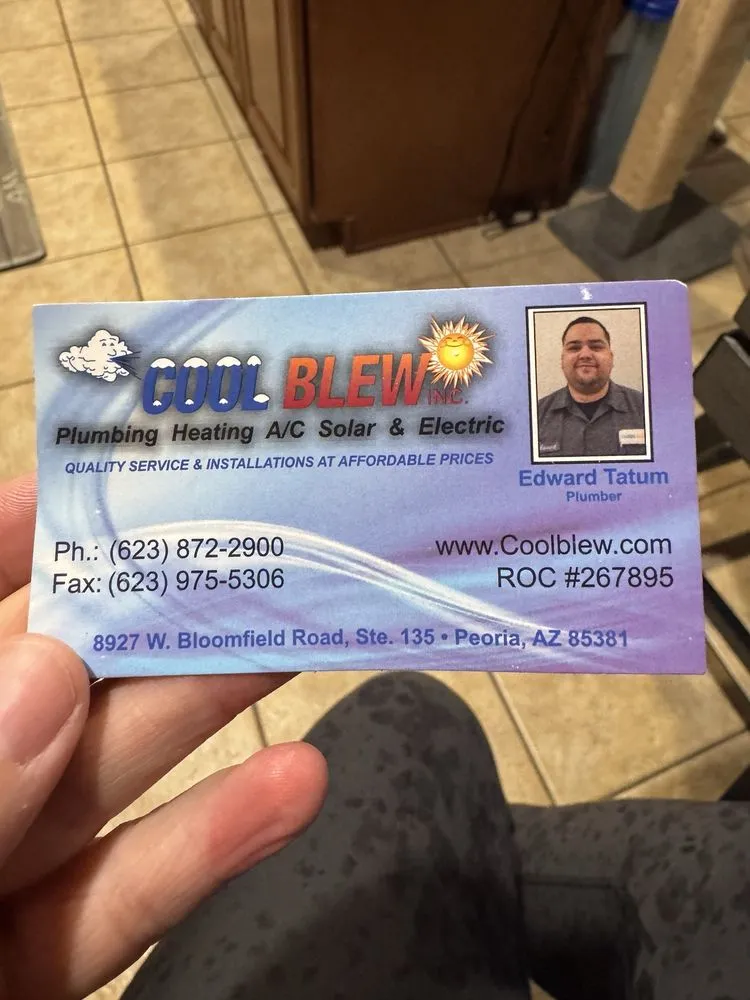 COOL BLEW INC.
Plumbing Heating A/C Solar & Electric
QUALITY SERVICE & INSTALLATIONS AT AFFORDABLE PRICES
Edward Tatum
Plumber
Ph.: (623) 872-2900
www.Coolblew.com
Fax: (623) 975-5306
ROC #267895
8927 W. Bloomfield Road, Ste. 135 • Peoria, AZ 85381